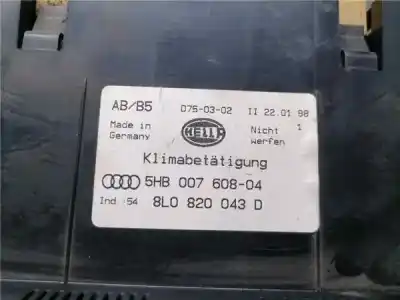 AB/B5 D75-03-02 II 22.01 98
Made in Germany HELLA Nicht 1 werfen
Klimabetätigung
5HB 007 608-04
Ind 54 8L0 820 043 D